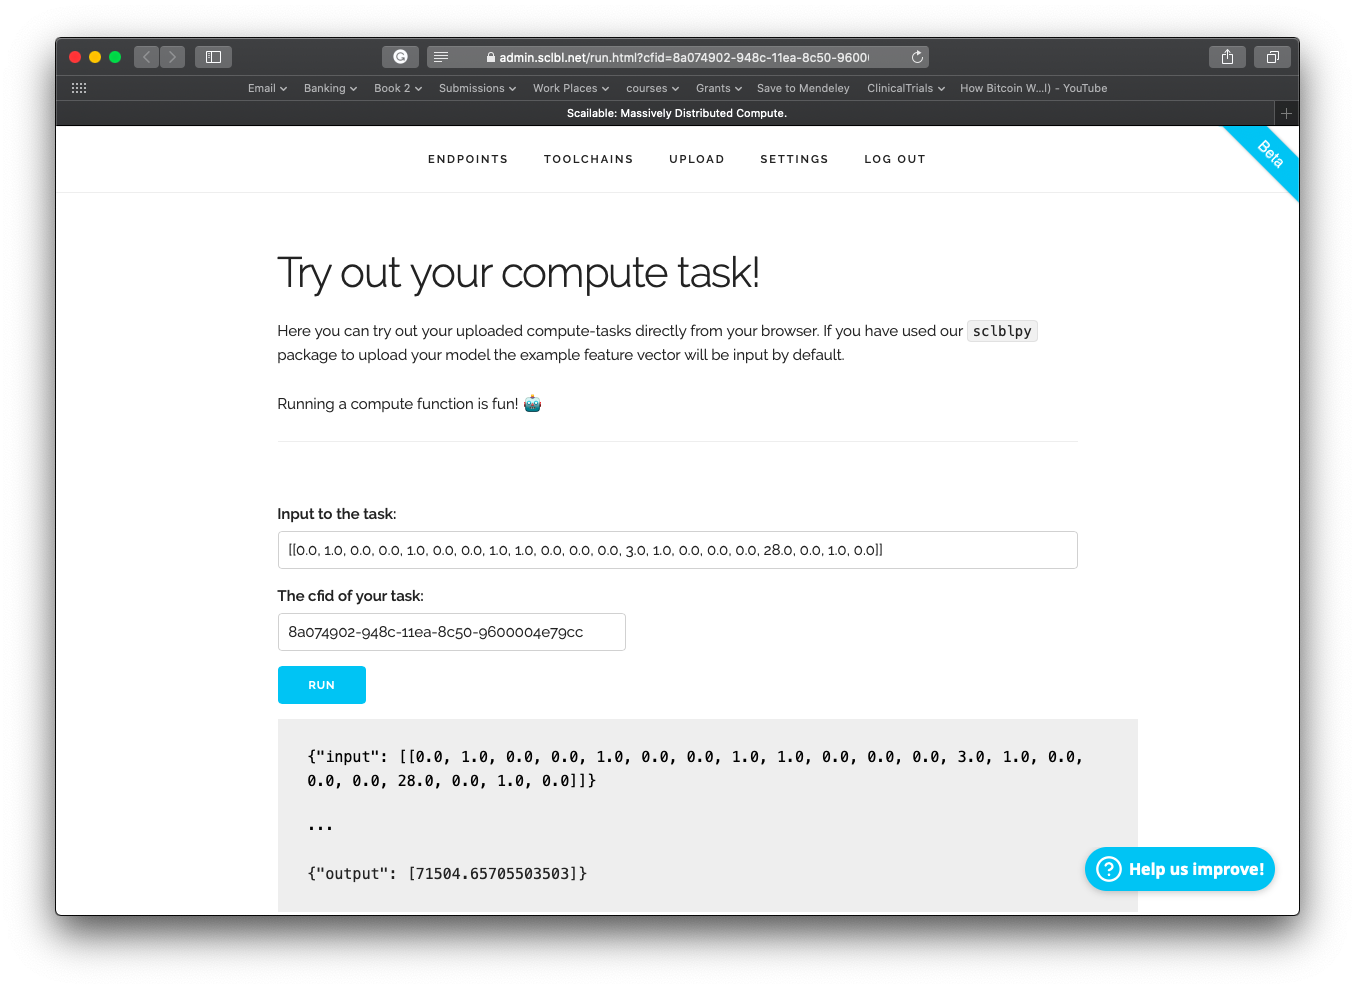 admin.sclbl.net/run.html?cfid=8a074902-948c-11ea-8c50-9600
Email Banking Book 2 Submissions Work Places courses Grants Save to Mendeley ClinicalTrials How Bitcoin W...l) - YouTube
Scailable: Massively Distributed Compute.
ENDPOINTS TOOLCHAINS UPLOAD SETTINGS LOG OUT
Beta
Try out your compute task!
Here you can try out your uploaded compute-tasks directly from your browser. If you have used our sclblpy
package to upload your model the example feature vector will be input by default.
Running a compute function is fun! 🤖
Input to the task:
[[0.0, 1.0, 0.0, 0.0, 1.0, 0.0, 0.0, 1.0, 1.0, 0.0, 0.0, 0.0, 3.0, 1.0, 0.0, 0.0, 0.0, 28.0, 0.0, 1.0, 0.0]]
The cfid of your task:
8a074902-948c-11ea-8c50-9600004e79cc
RUN
{"input": [[0.0, 1.0, 0.0, 0.0, 1.0, 0.0, 0.0, 1.0, 1.0, 0.0, 0.0, 0.0, 3.0, 1.0, 0.0,
0.0, 0.0, 28.0, 0.0, 1.0, 0.0]]}
...
{"output": [71504.65705503503]}
? Help us improve!